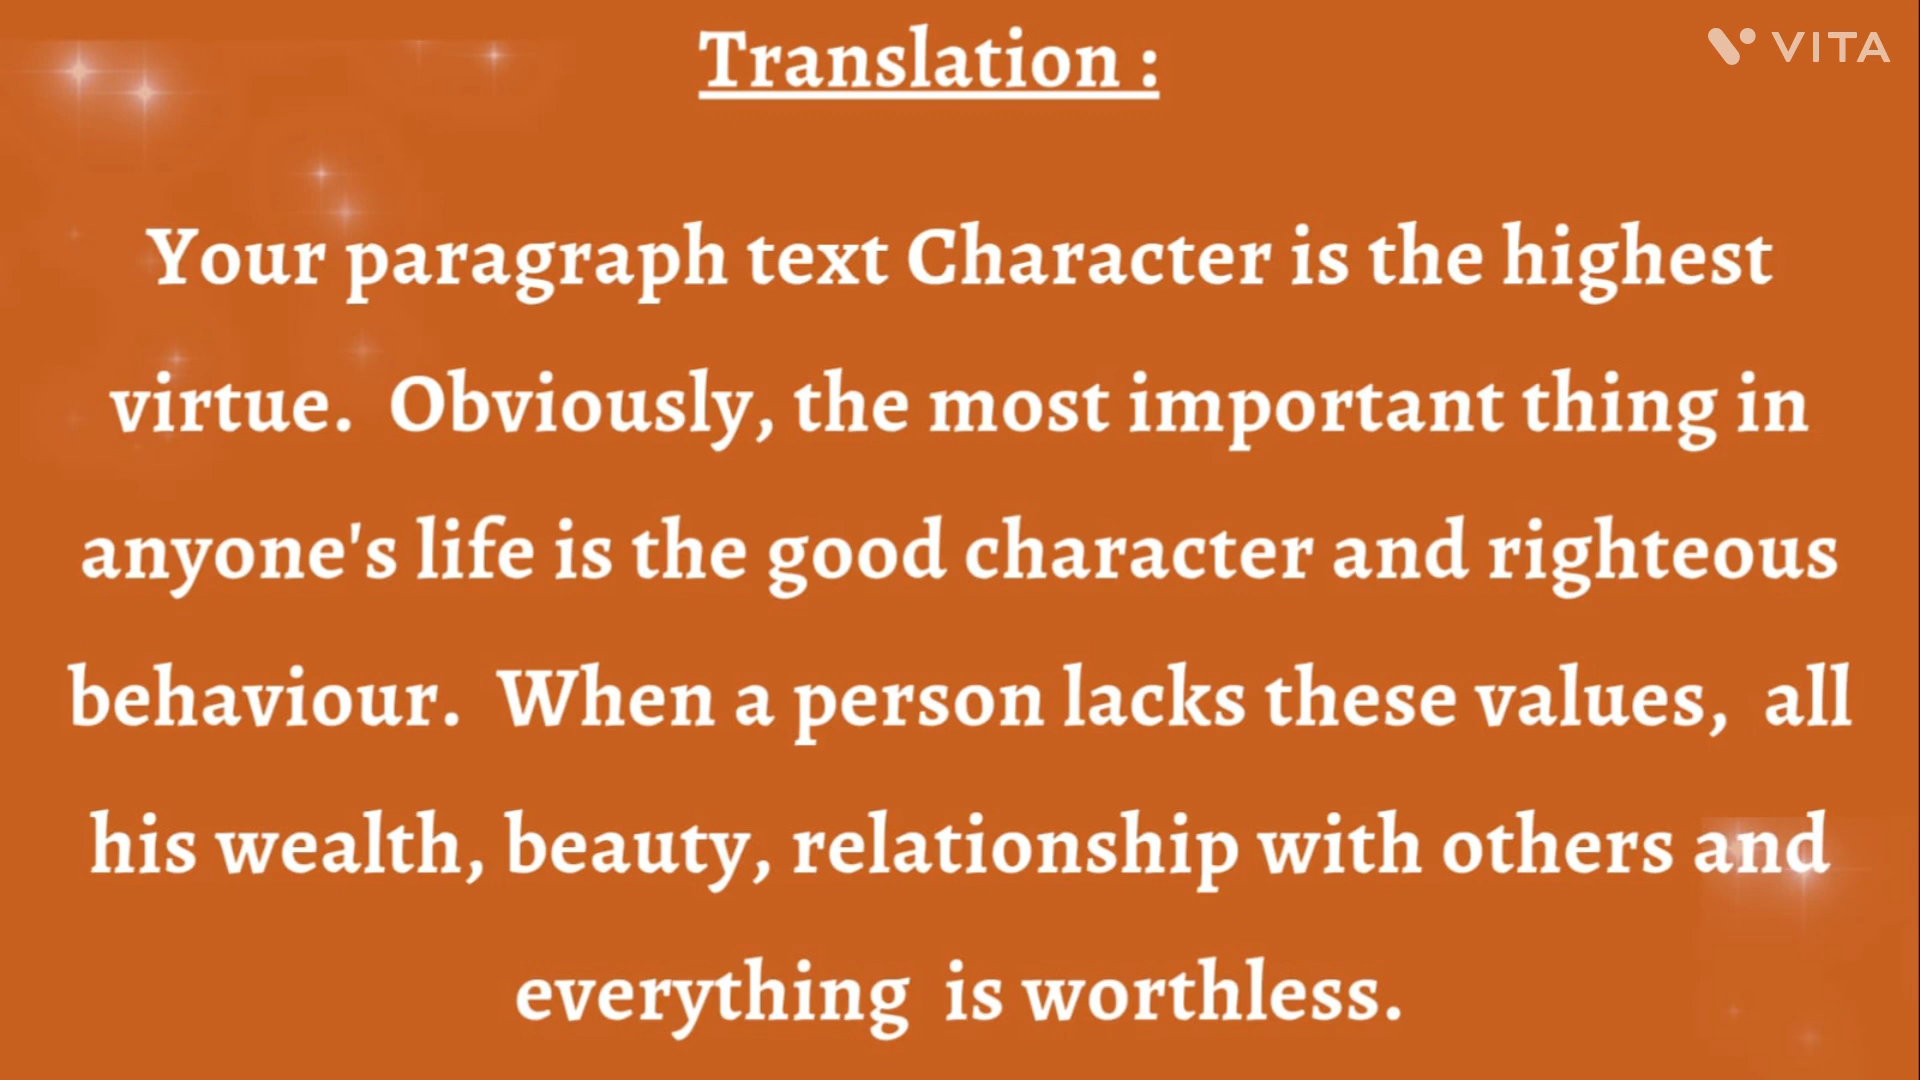 VITA
Translation :
Your paragraph text Character is the highest
virtue.  Obviously, the most important thing in
anyone's life is the good character and righteous
behaviour.  When a person lacks these values,  all
his wealth, beauty, relationship with others and
everything  is worthless.